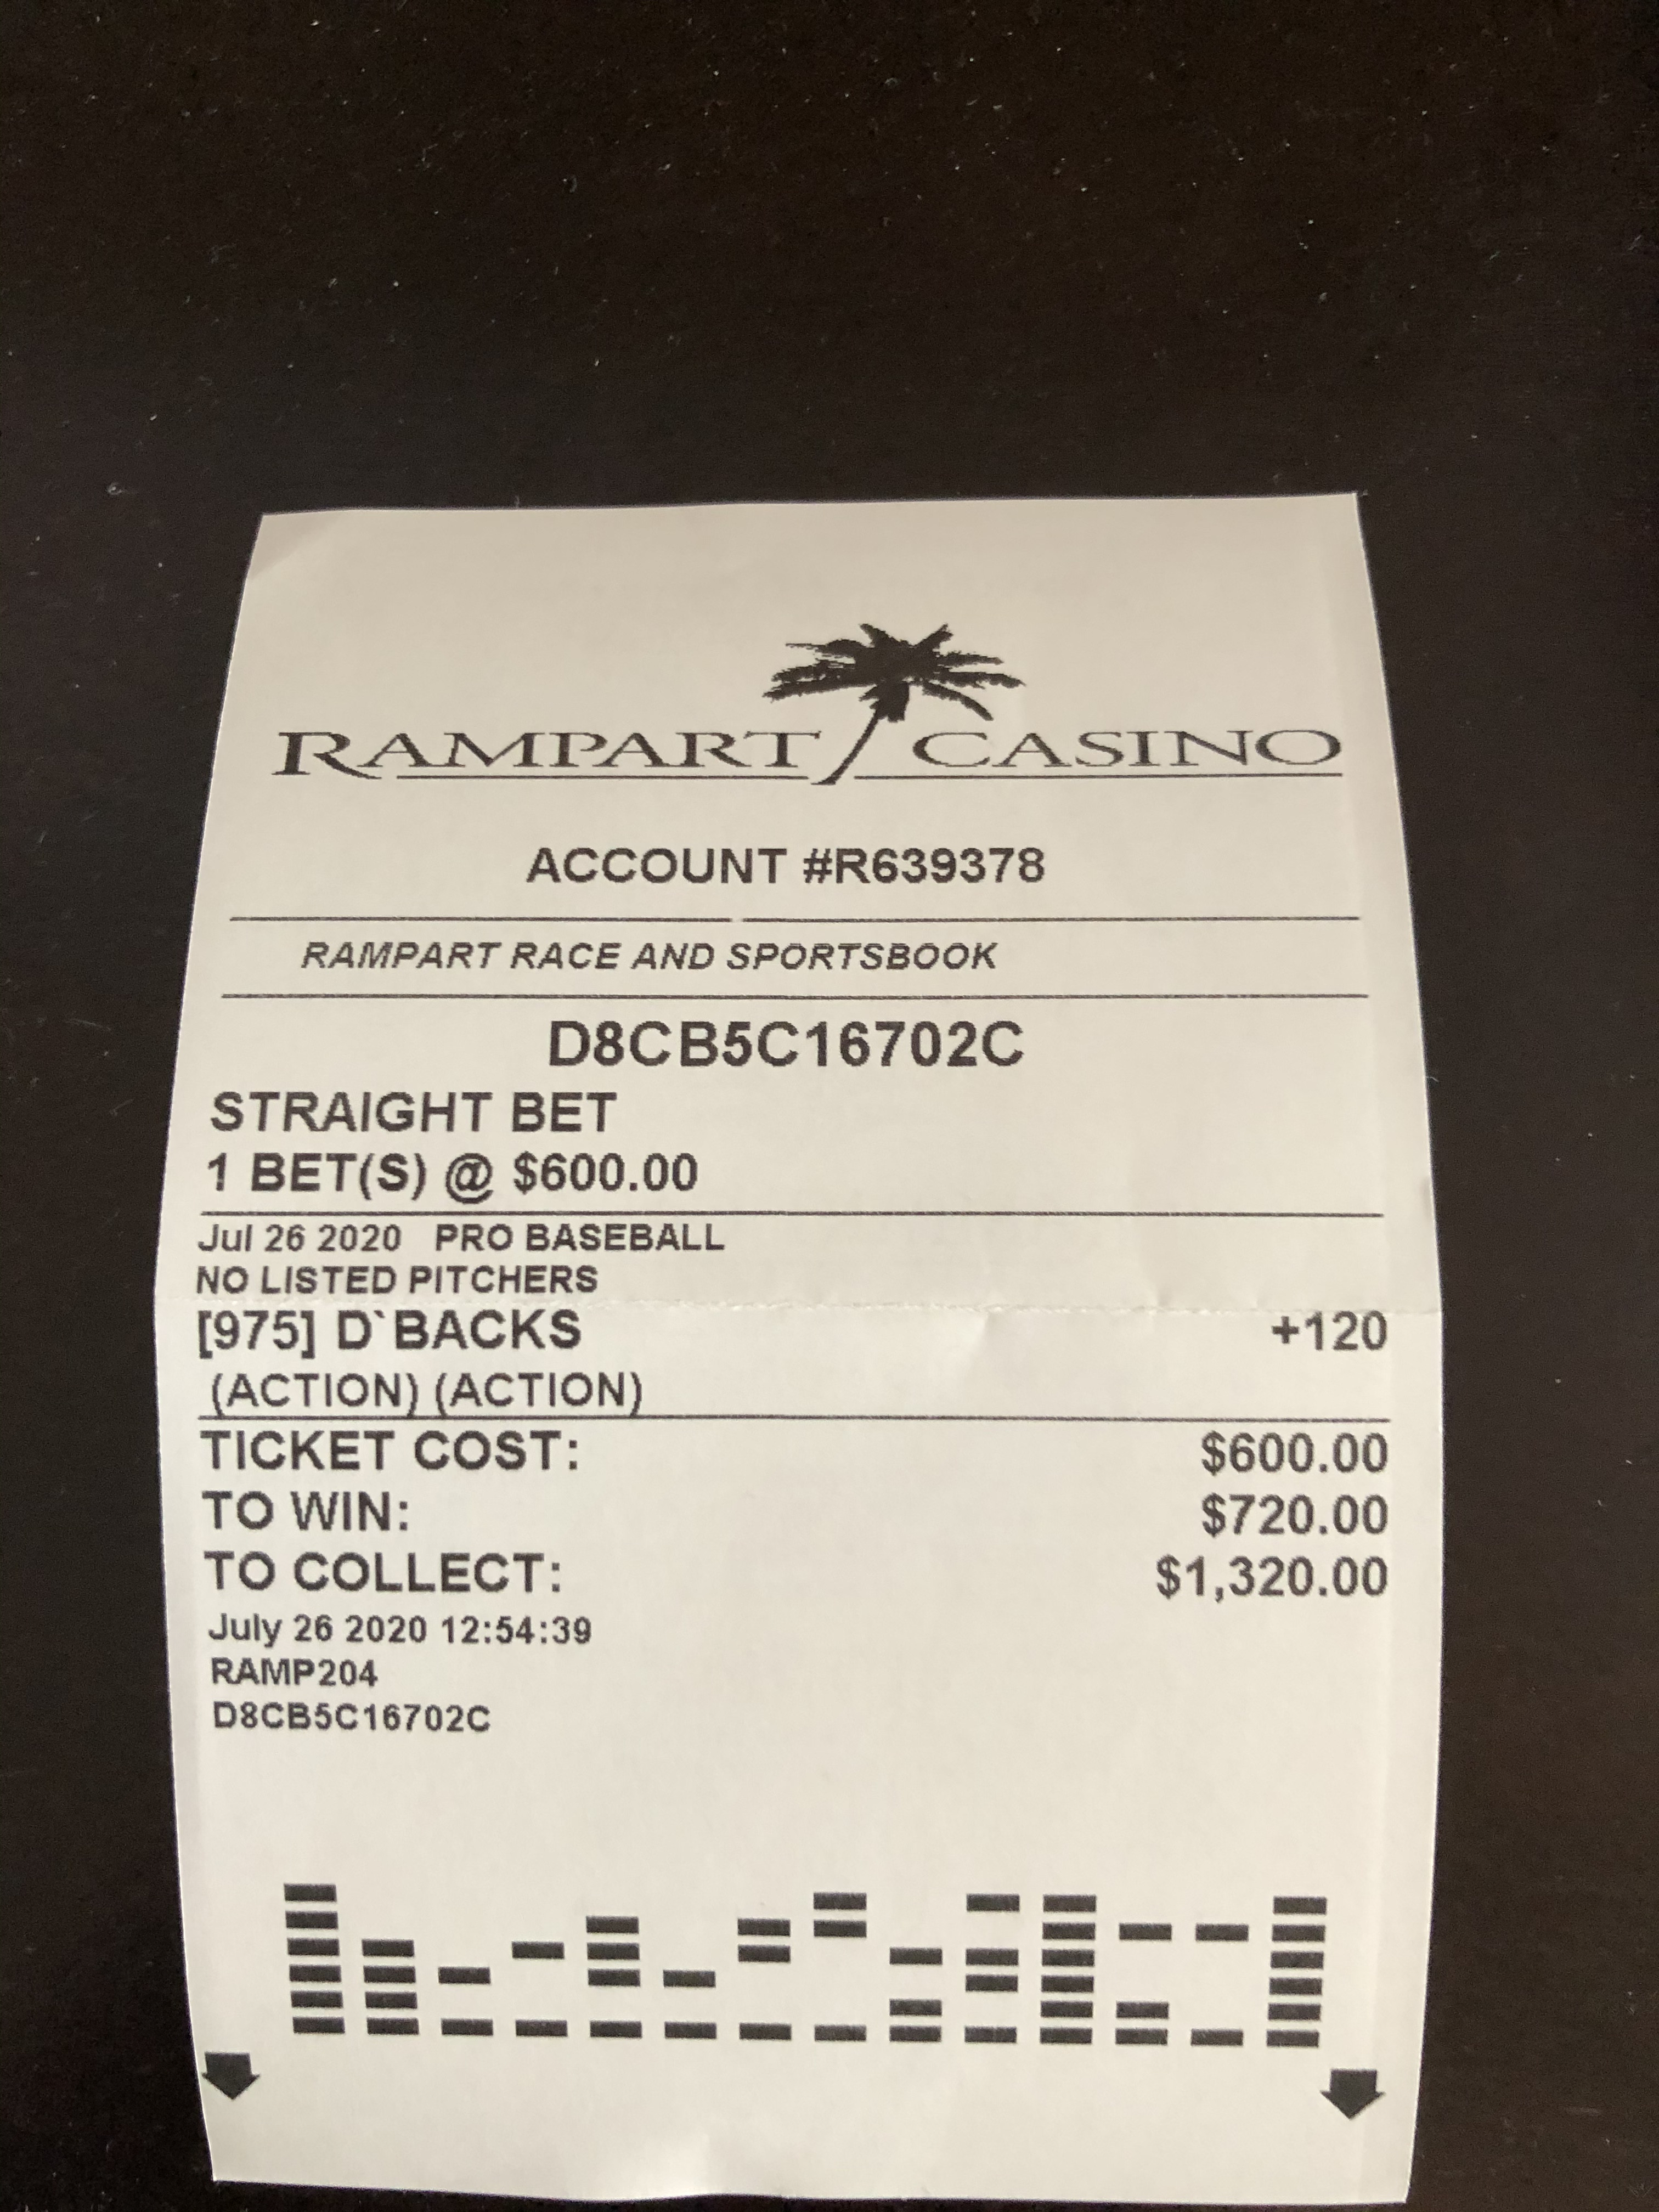 RAMPART CASINO
ACCOUNT #R639378
RAMPART RACE AND SPORTSBOOK
D8CB5C16702C
STRAIGHT BET
1 BET(S) @ $600.00
Jul 26 2020 PRO BASEBALL
NO LISTED PITCHERS
[975] D`BACKS +120
(ACTION) (ACTION)
TICKET COST: $600.00
TO WIN: $720.00
TO COLLECT: $1,320.00
July 26 2020 12:54:39
RAMP204
D8CB5C16702C